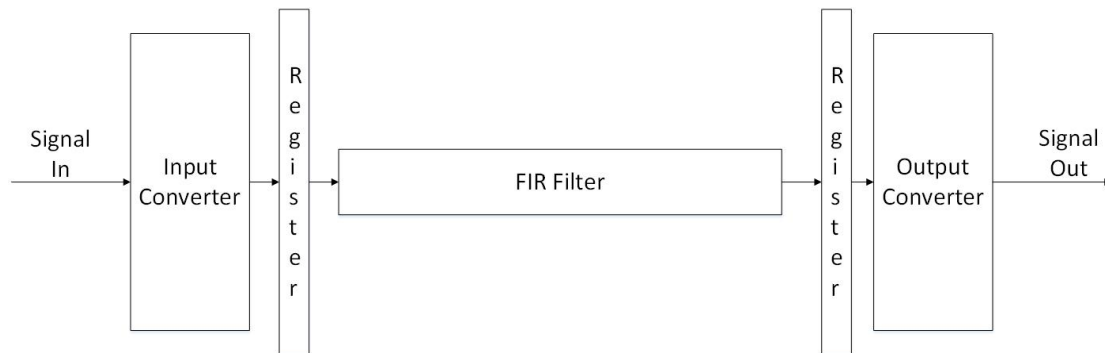 Signal
In
Input
Converter
R
e
g
i
s
t
e
r
FIR Filter
R
e
g
i
s
t
e
r
Output
Converter
Signal
Out